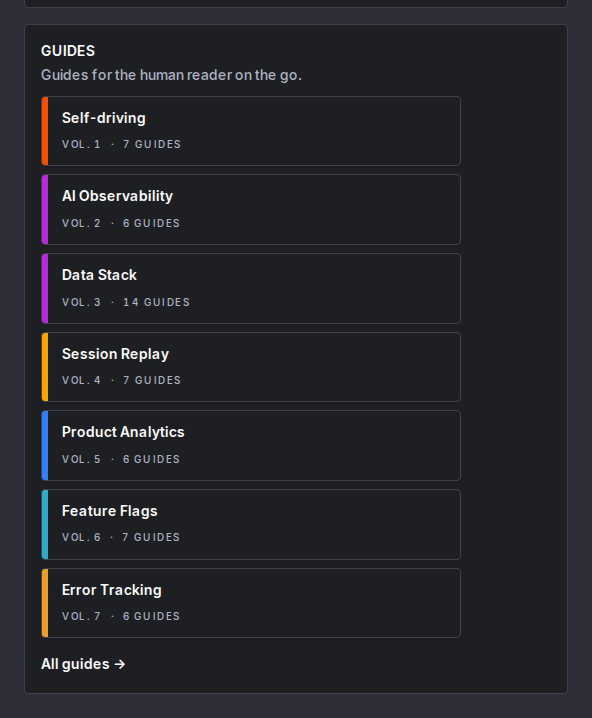 GUIDES
Guides for the human reader on the go.
Self-driving
VOL. 1 · 7 GUIDES
AI Observability
VOL. 2 · 6 GUIDES
Data Stack
VOL. 3 · 14 GUIDES
Session Replay
VOL. 4 · 7 GUIDES
Product Analytics
VOL. 5 · 6 GUIDES
Feature Flags
VOL. 6 · 7 GUIDES
Error Tracking
VOL. 7 · 6 GUIDES
All guides →